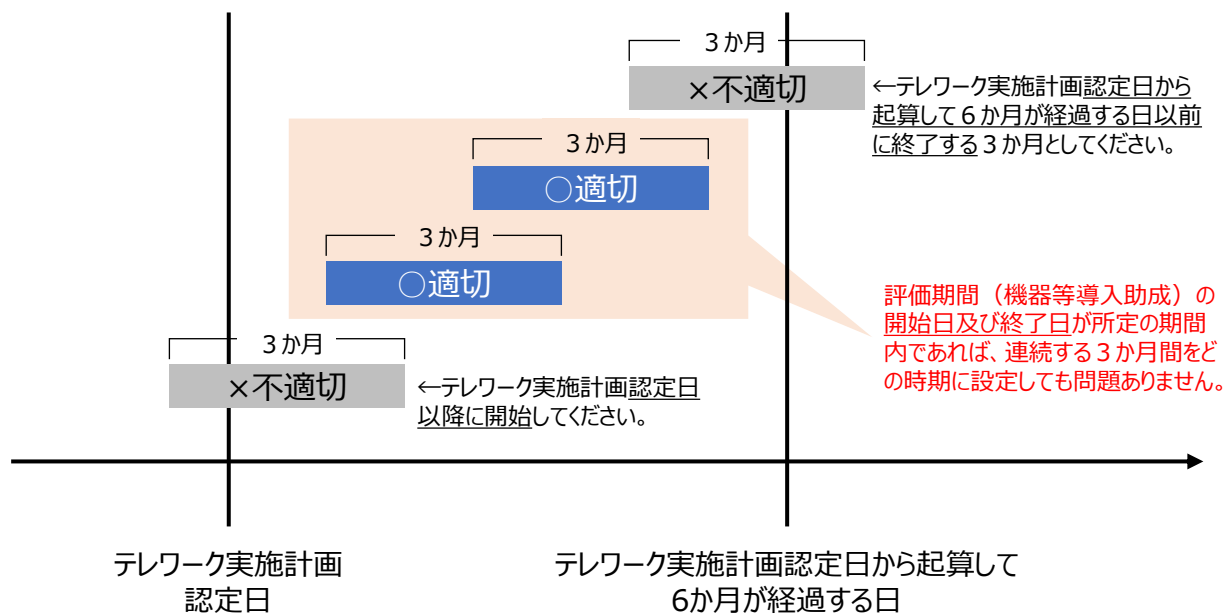 ３か月
×不適切
←テレワーク実施計画認定日から
起算して６か月が経過する日以前
に終了する３か月としてください。
３か月
○適切
３か月
○適切
評価期間（機器等導入助成）の
開始日及び終了日が所定の期間
内であれば、連続する３か月間をど
の時期に設定しても問題ありません。
３か月
×不適切
←テレワーク実施計画認定日
以降に開始してください。
テレワーク実施計画
認定日
テレワーク実施計画認定日から起算して
6か月が経過する日